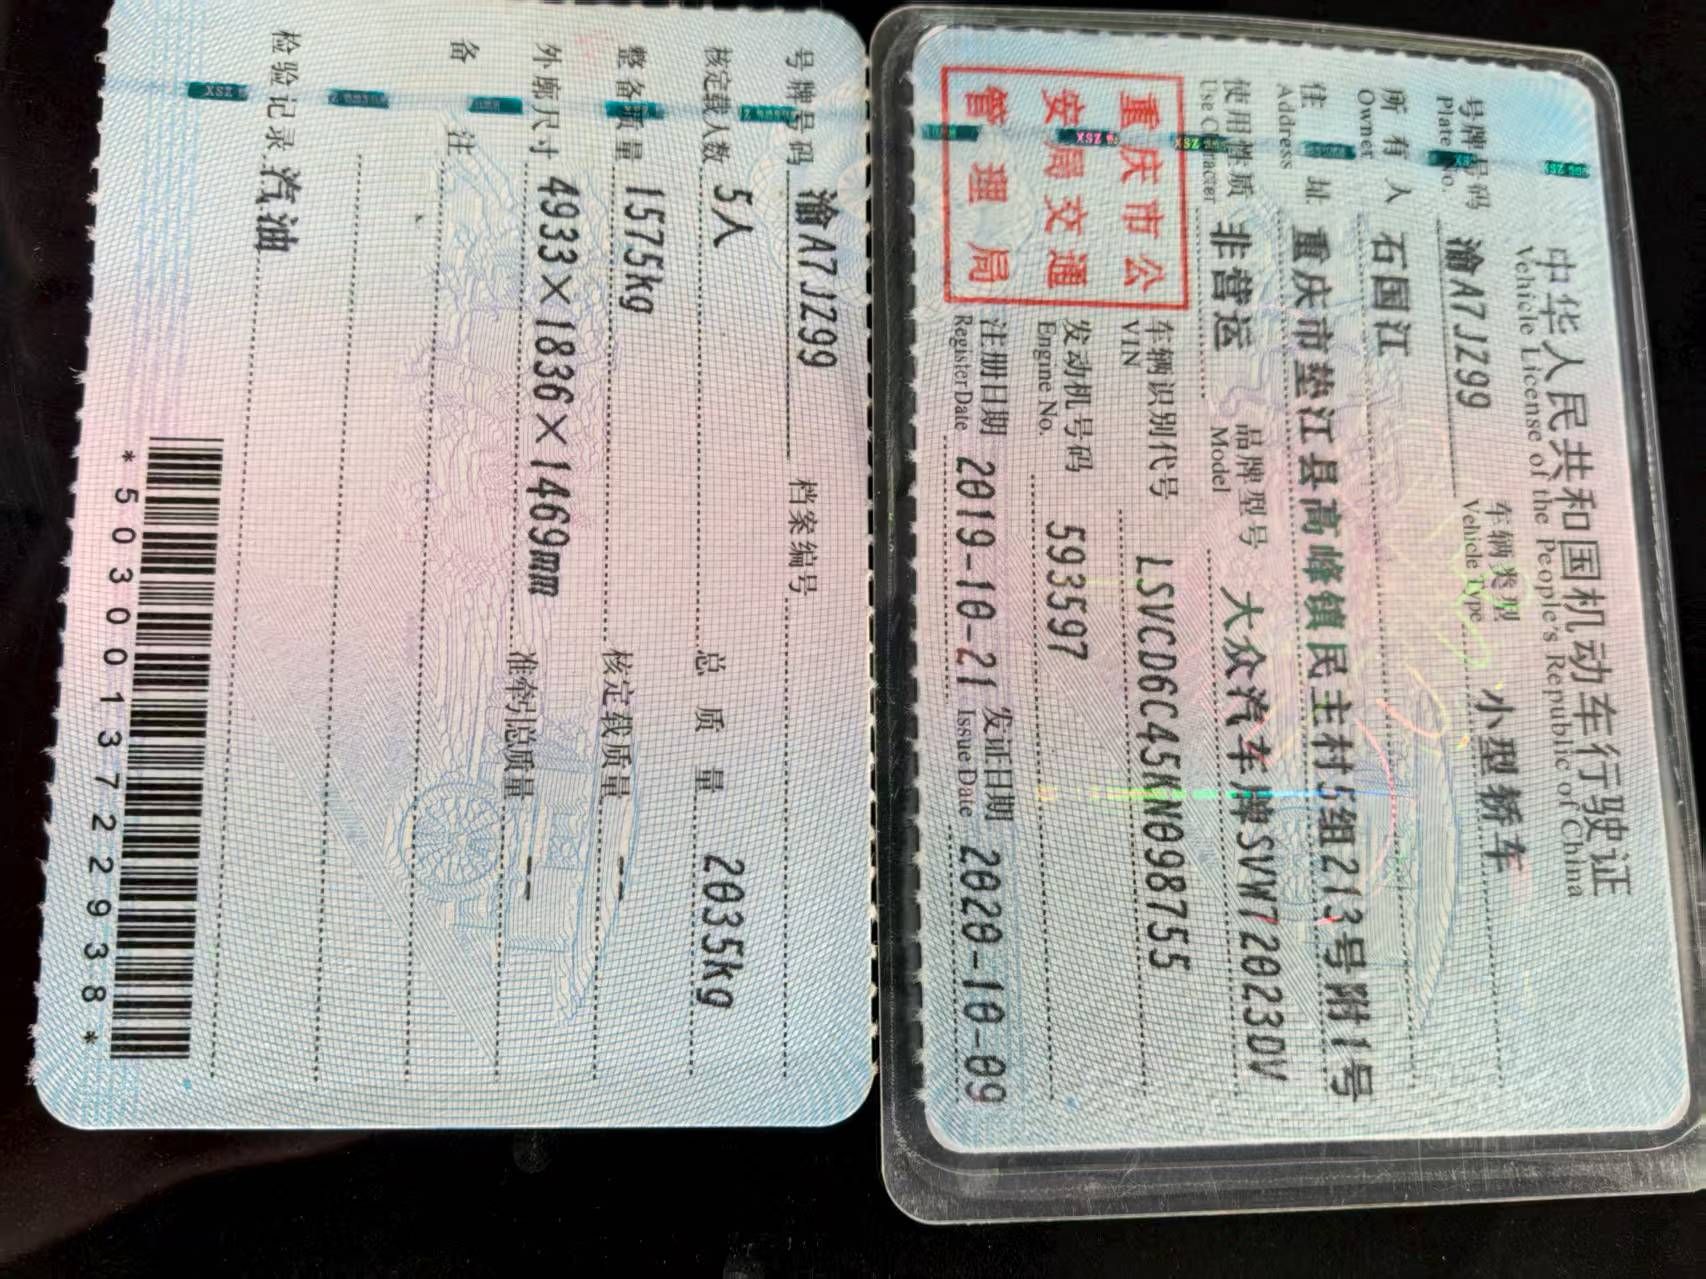 中华人民共和国机动车行驶证
Vehicle License of the People's Republic of China
号牌号码 渝A7JZ99 车辆类型 小型轿车
Plate No. Vehicle Type
所有人 石国江
Owner
住址 重庆市垫江县高峰镇民主村5组213号附1号
Address
使用性质 非营运 品牌型号 大众汽车牌SVW72023DV
Use Character Model
重庆市公
安局交通
管理局
车辆识别代号 LSVCD6C45KN098755
VIN
发动机号码 593597
Engine No.
注册日期 2019-10-21 发证日期 2020-10-09
Register Date Issue Date
号牌号码 渝A7JZ99 档案编号
核定载人数 5人 总质量 2035kg
整备质量 1575kg 核定载质量 --
外廓尺寸 4933×1836×1469mm 准牵引总质量 --
备注
检验记录 汽油
*5030013722938*